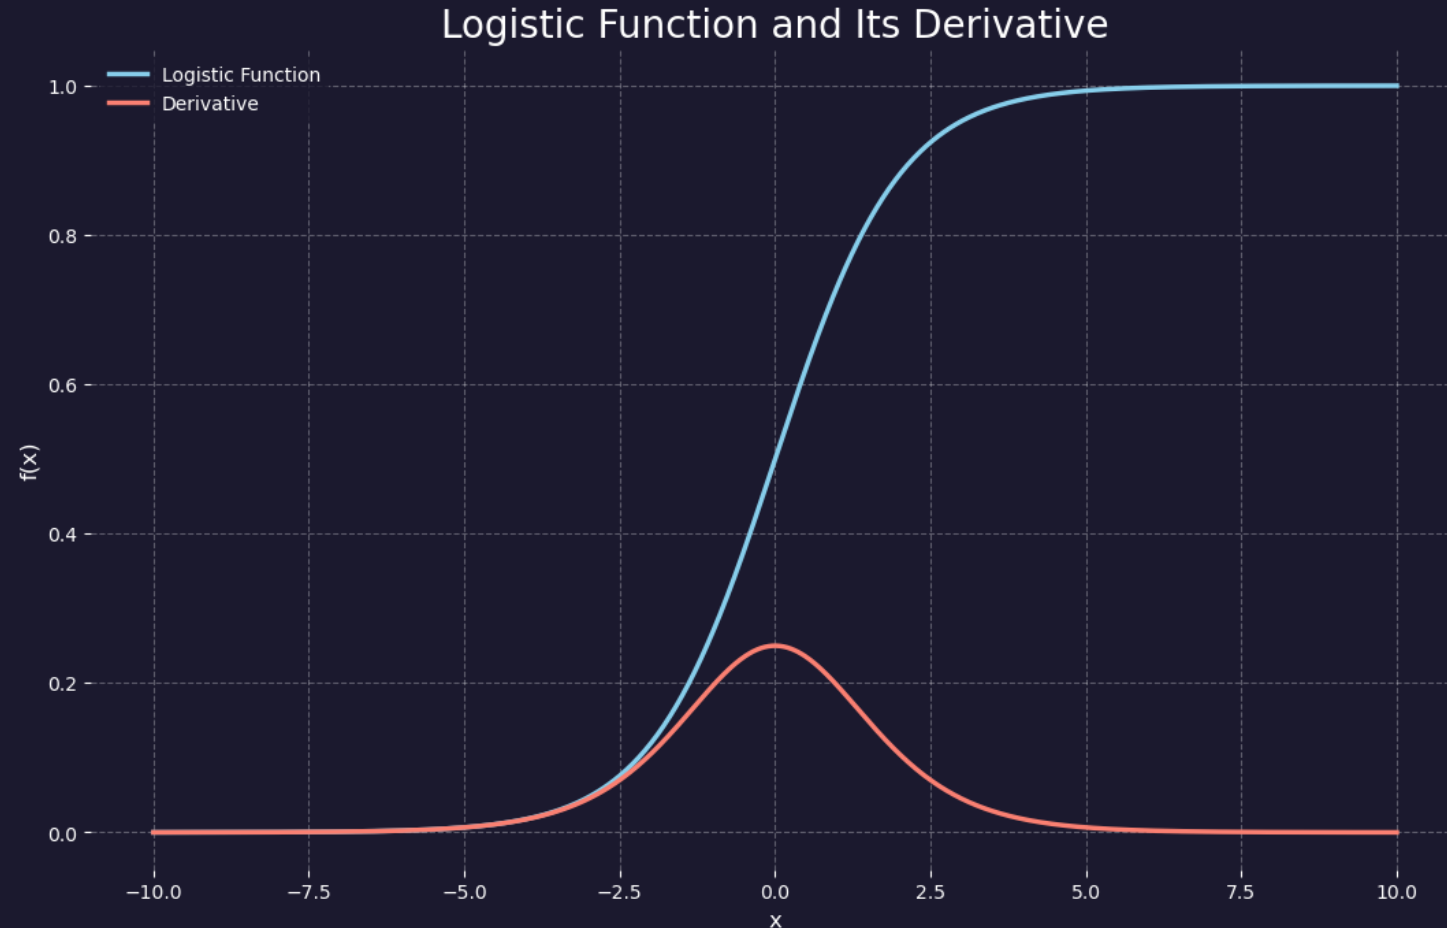 Logistic Function and Its Derivative
Logistic Function
Derivative
1.0
0.8
0.6
0.4
0.2
0.0
f(x)
−10.0 −7.5 −5.0 −2.5 0.0 2.5 5.0 7.5 10.0
x